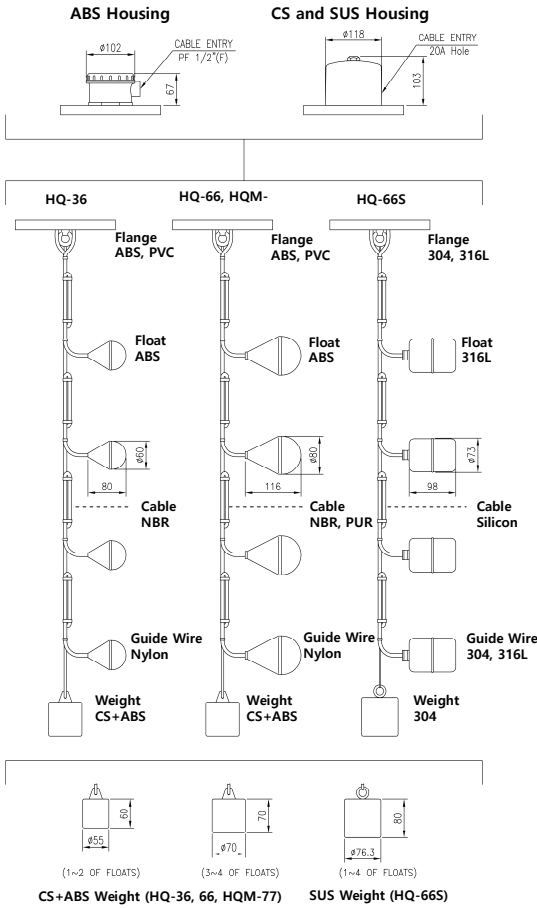 ABS Housing
CS and SUS Housing
ø102
CABLE ENTRY
PF 1/2"(F)
67
ø118
CABLE ENTRY
20A Hole
103
HQ-36
HQ-66, HQM-
HQ-66S
Flange
ABS, PVC
Flange
ABS, PVC
Flange
304, 316L
Float
ABS
Float
ABS
Float
316L
ø60
80
ø80
116
ø73
98
Cable
NBR
Cable
NBR, PUR
Cable
Silicon
Guide Wire
Nylon
Guide Wire
304, 316L
Weight
CS+ABS
Weight
CS+ABS
Weight
304
60
ø55
70
ø70
80
ø76.3
(1~2 OF FLOATS)
(3~4 OF FLOATS)
(1~4 OF FLOATS)
CS+ABS Weight (HQ-36, 66, HQM-77)
SUS Weight (HQ-66S)